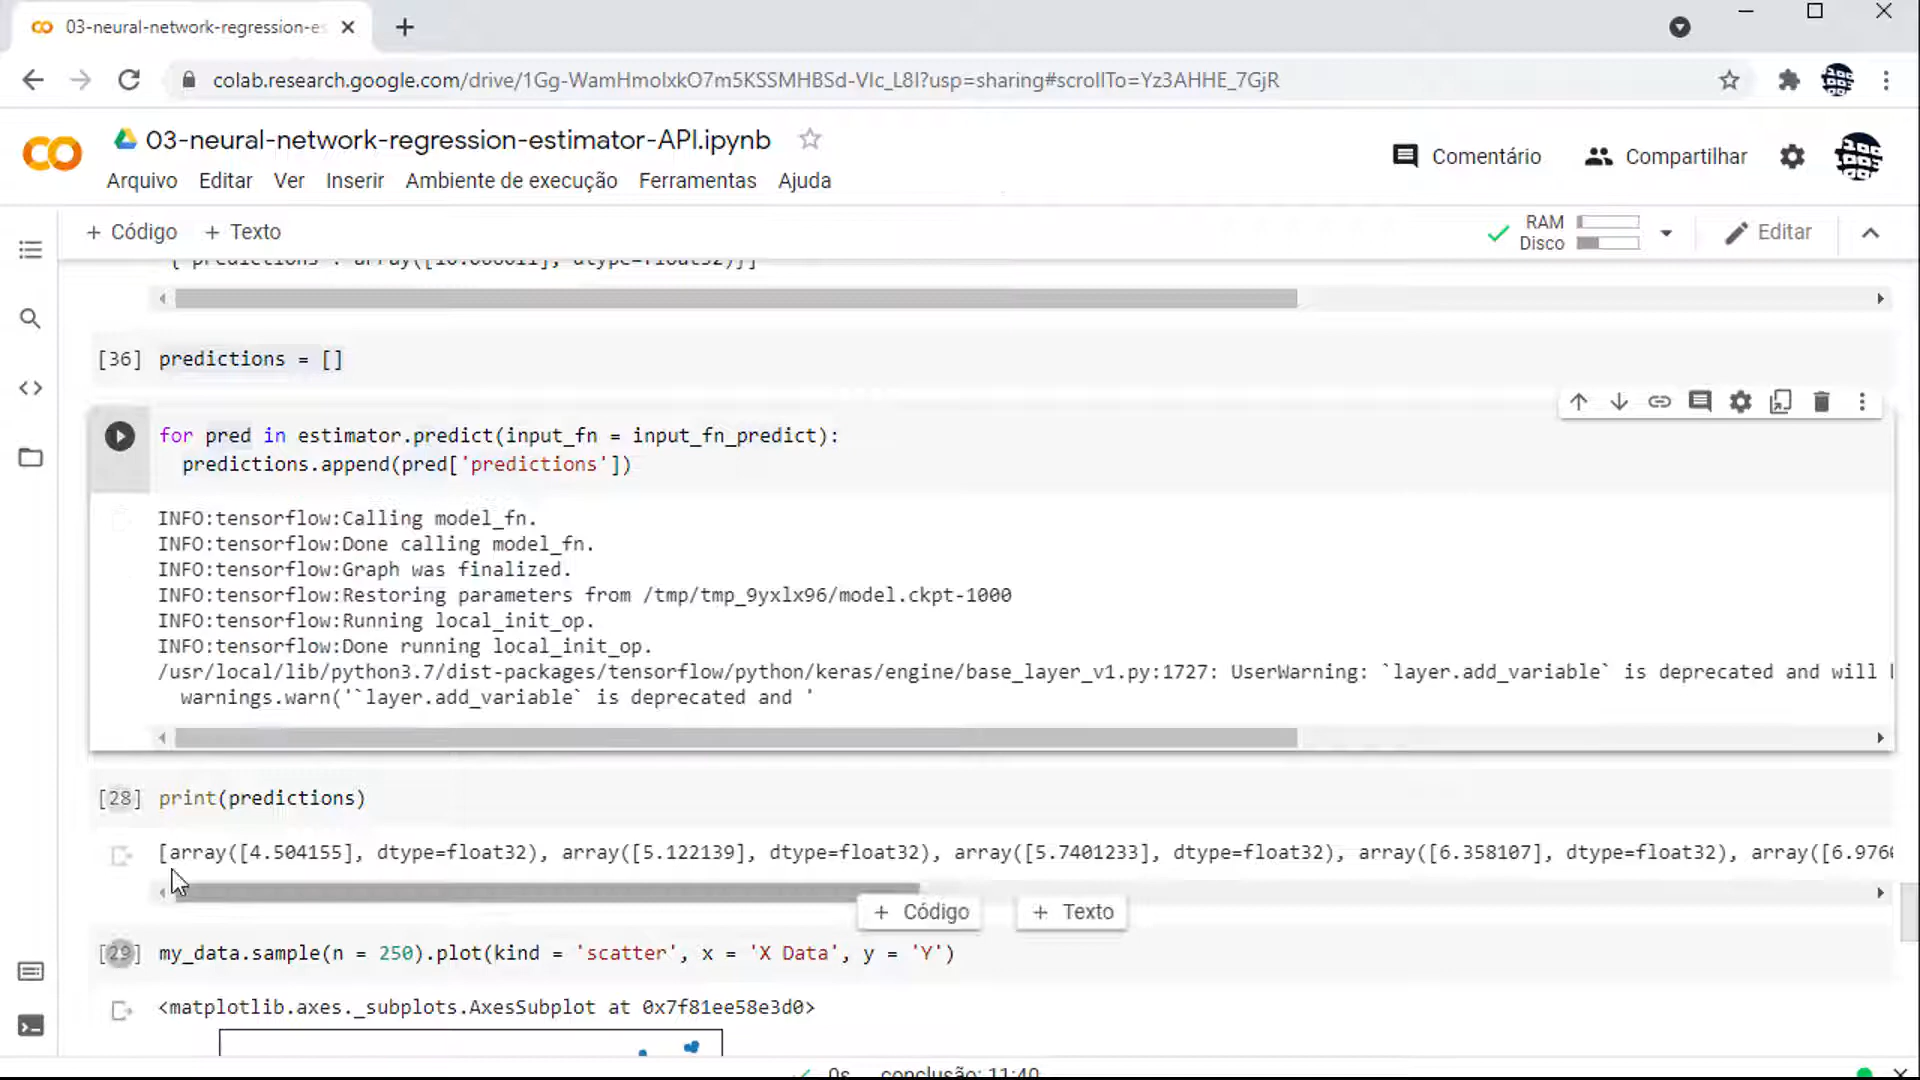 03-neural-network-regression-es
colab.research.google.com/drive/1Gg-WamHmolxkO7m5KSSMHBSd-VIc_L8I?usp=sharing#scrollTo=Yz3AHHE_7GjR
03-neural-network-regression-estimator-API.ipynb
Comentário
Compartilhar
Arquivo Editar Ver Inserir Ambiente de execução Ferramentas Ajuda
+ Código + Texto
RAM
Disco
Editar
[36] predictions = []
for pred in estimator.predict(input_fn = input_fn_predict):
predictions.append(pred['predictions'])
INFO:tensorflow:Calling model_fn.
INFO:tensorflow:Done calling model_fn.
INFO:tensorflow:Graph was finalized.
INFO:tensorflow:Restoring parameters from /tmp/tmp_9yxlx96/model.ckpt-1000
INFO:tensorflow:Running local_init_op.
INFO:tensorflow:Done running local_init_op.
/usr/local/lib/python3.7/dist-packages/tensorflow/python/keras/engine/base_layer_v1.py:1727: UserWarning: `layer.add_variable` is deprecated and will
warnings.warn('`layer.add_variable` is deprecated and '
[28] print(predictions)
[array([4.504155], dtype=float32), array([5.122139], dtype=float32), array([5.7401233], dtype=float32), array([6.358107], dtype=float32), array([6.976
+ Código + Texto
[29] my_data.sample(n = 250).plot(kind = 'scatter', x = 'X Data', y = 'Y')
<matplotlib.axes._subplots.AxesSubplot at 0x7f81ee58e3d0>
0s conclusão: 11:40